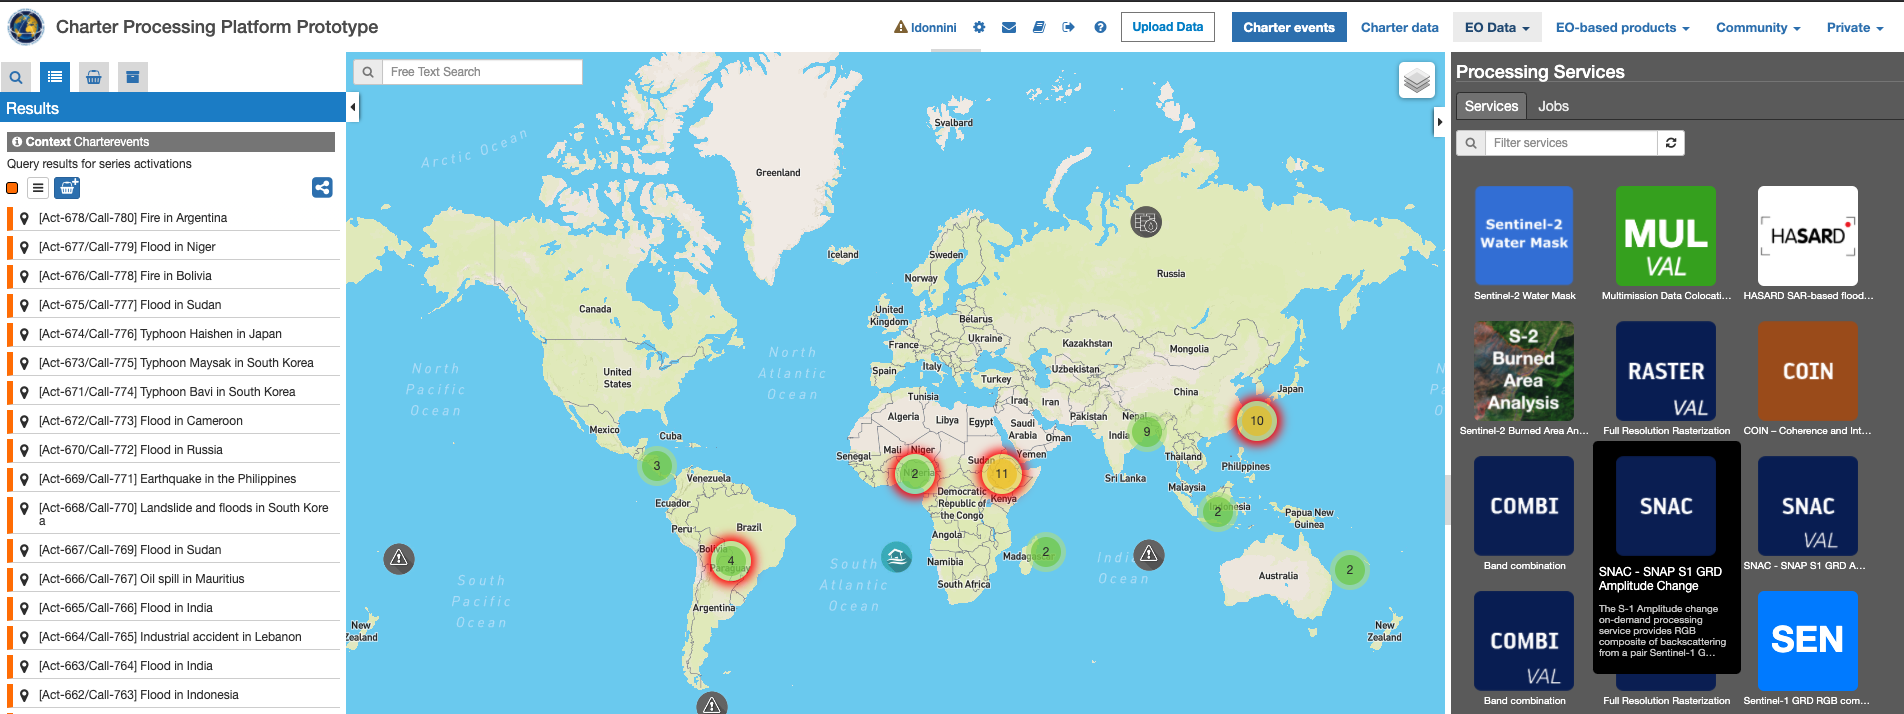 Charter Processing Platform Prototype
Idonnini
Upload Data
Charter events
Charter data
EO Data
EO-based products
Community
Private
Results
Context Charterevents
Query results for series activations
[Act-678/Call-780] Fire in Argentina
[Act-677/Call-779] Flood in Niger
[Act-676/Call-778] Fire in Bolivia
[Act-675/Call-777] Flood in Sudan
[Act-674/Call-776] Typhoon Haishen in Japan
[Act-673/Call-775] Typhoon Maysak in South Korea
[Act-671/Call-774] Typhoon Bavi in South Korea
[Act-672/Call-773] Flood in Cameroon
[Act-670/Call-772] Flood in Russia
[Act-669/Call-771] Earthquake in the Philippines
[Act-668/Call-770] Landslide and floods in South Kore
a
[Act-667/Call-769] Flood in Sudan
[Act-666/Call-767] Oil spill in Mauritius
[Act-665/Call-766] Flood in India
[Act-664/Call-765] Industrial accident in Lebanon
[Act-663/Call-764] Flood in India
[Act-662/Call-763] Flood in Indonesia
Free Text Search
Arctic Ocean
Svalbard
Greenland
Iceland
Sweden
Norway
Russia
Canada
United
Kingdom
Belarus
Ukraine
France
Kazakhstan
Mongolia
North
Pacific
Ocean
North
Atlantic
Ocean
United
States
Spain
Italy
Turkey
Uzbekistan
China
Japan
Tunisia
Algeria
Libya
Egypt
Iraq
Iran
Saudi
Arabia
Oman
Pakistan
Nepal
India
Mexico
Cuba
Senegal
Mali
Niger
Nigeria
Sudan
Yemen
Thailand
Philippines
Sri Lanka
Malaysia
Venezuela
Ecuador
Peru
Brazil
Bolivia
Paraguay
Argentina
Democratic
Republic of
the Congo
Kenya
Angola
Namibia
South Africa
Madagascar
Indonesia
Papua New
Guinea
Australia
New
Zealand
New
Zealand
South
Pacific
Ocean
South
Atlantic
Ocean
Indi
Ocean
3
2
11
9
10
4
2
2
2
Processing Services
Services
Jobs
Filter services
Sentinel-2
Water Mask
Sentinel-2 Water Mask
MUL
VAL
Multimission Data Colocati...
HASARD
HASARD SAR-based flood...
S-2
Burned
Area
Analysis
Sentinel-2 Burned Area An...
RASTER
VAL
Full Resolution Rasterization
COIN
COIN – Coherence and Int...
COMBI
Band combination
SNAC
SNAC - SNAP S1 GRD
Amplitude Change
The S-1 Amplitude change
on-demand processing
service provides RGB
composite of backscattering
from a pair Sentinel-1 G...
SNAC
VAL
SNAC - SNAP S1 GRD A...
COMBI
VAL
Band combination
Full Resolution Rasterization
SEN
Sentinel-1 GRD RGB com...